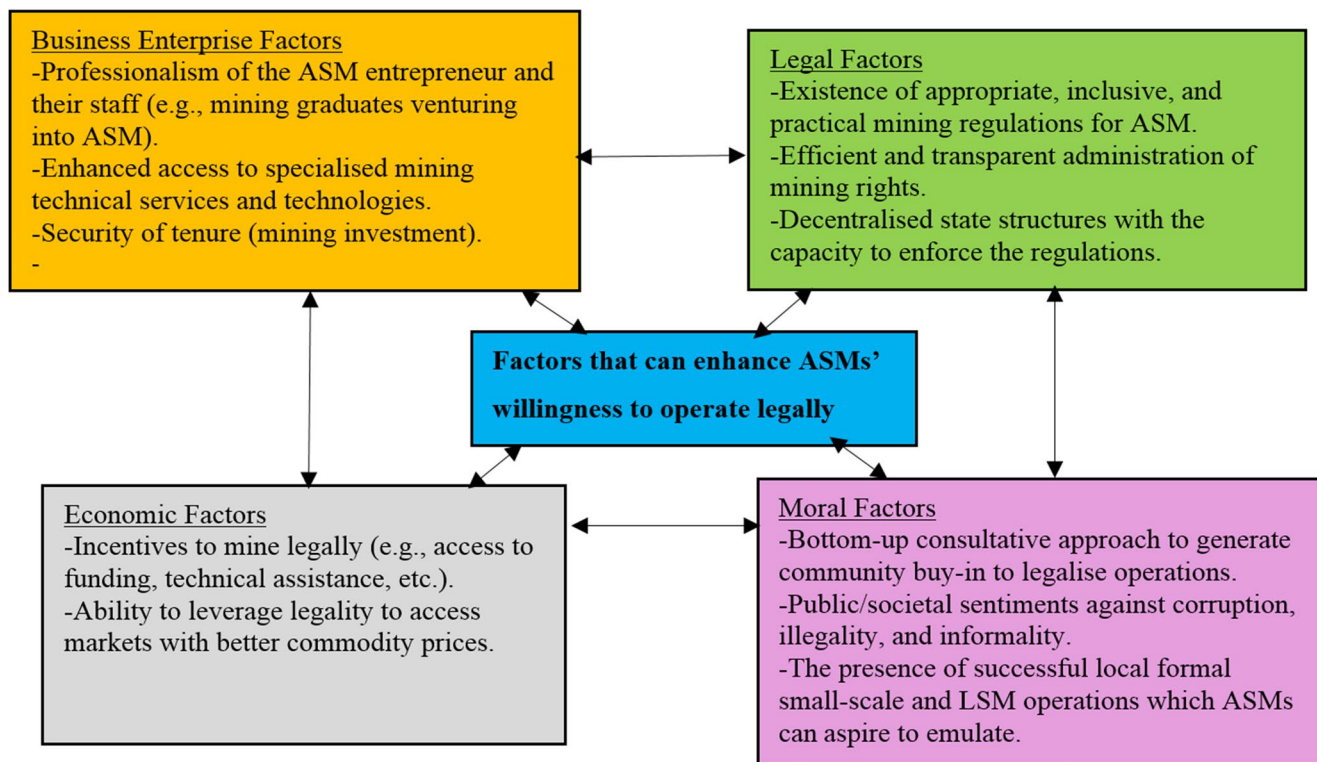 Business Enterprise Factors
-Professionalism of the ASM entrepreneur and
their staff (e.g., mining graduates venturing
into ASM).
-Enhanced access to specialised mining
technical services and technologies.
-Security of tenure (mining investment).
-
Legal Factors
-Existence of appropriate, inclusive, and
practical mining regulations for ASM.
-Efficient and transparent administration of
mining rights.
-Decentralised state structures with the
capacity to enforce the regulations.
Factors that can enhance ASMs’
willingness to operate legally
Economic Factors
-Incentives to mine legally (e.g., access to
funding, technical assistance, etc.).
-Ability to leverage legality to access
markets with better commodity prices.
Moral Factors
-Bottom-up consultative approach to generate
community buy-in to legalise operations.
-Public/societal sentiments against corruption,
illegality, and informality.
-The presence of successful local formal
small-scale and LSM operations which ASMs
can aspire to emulate.